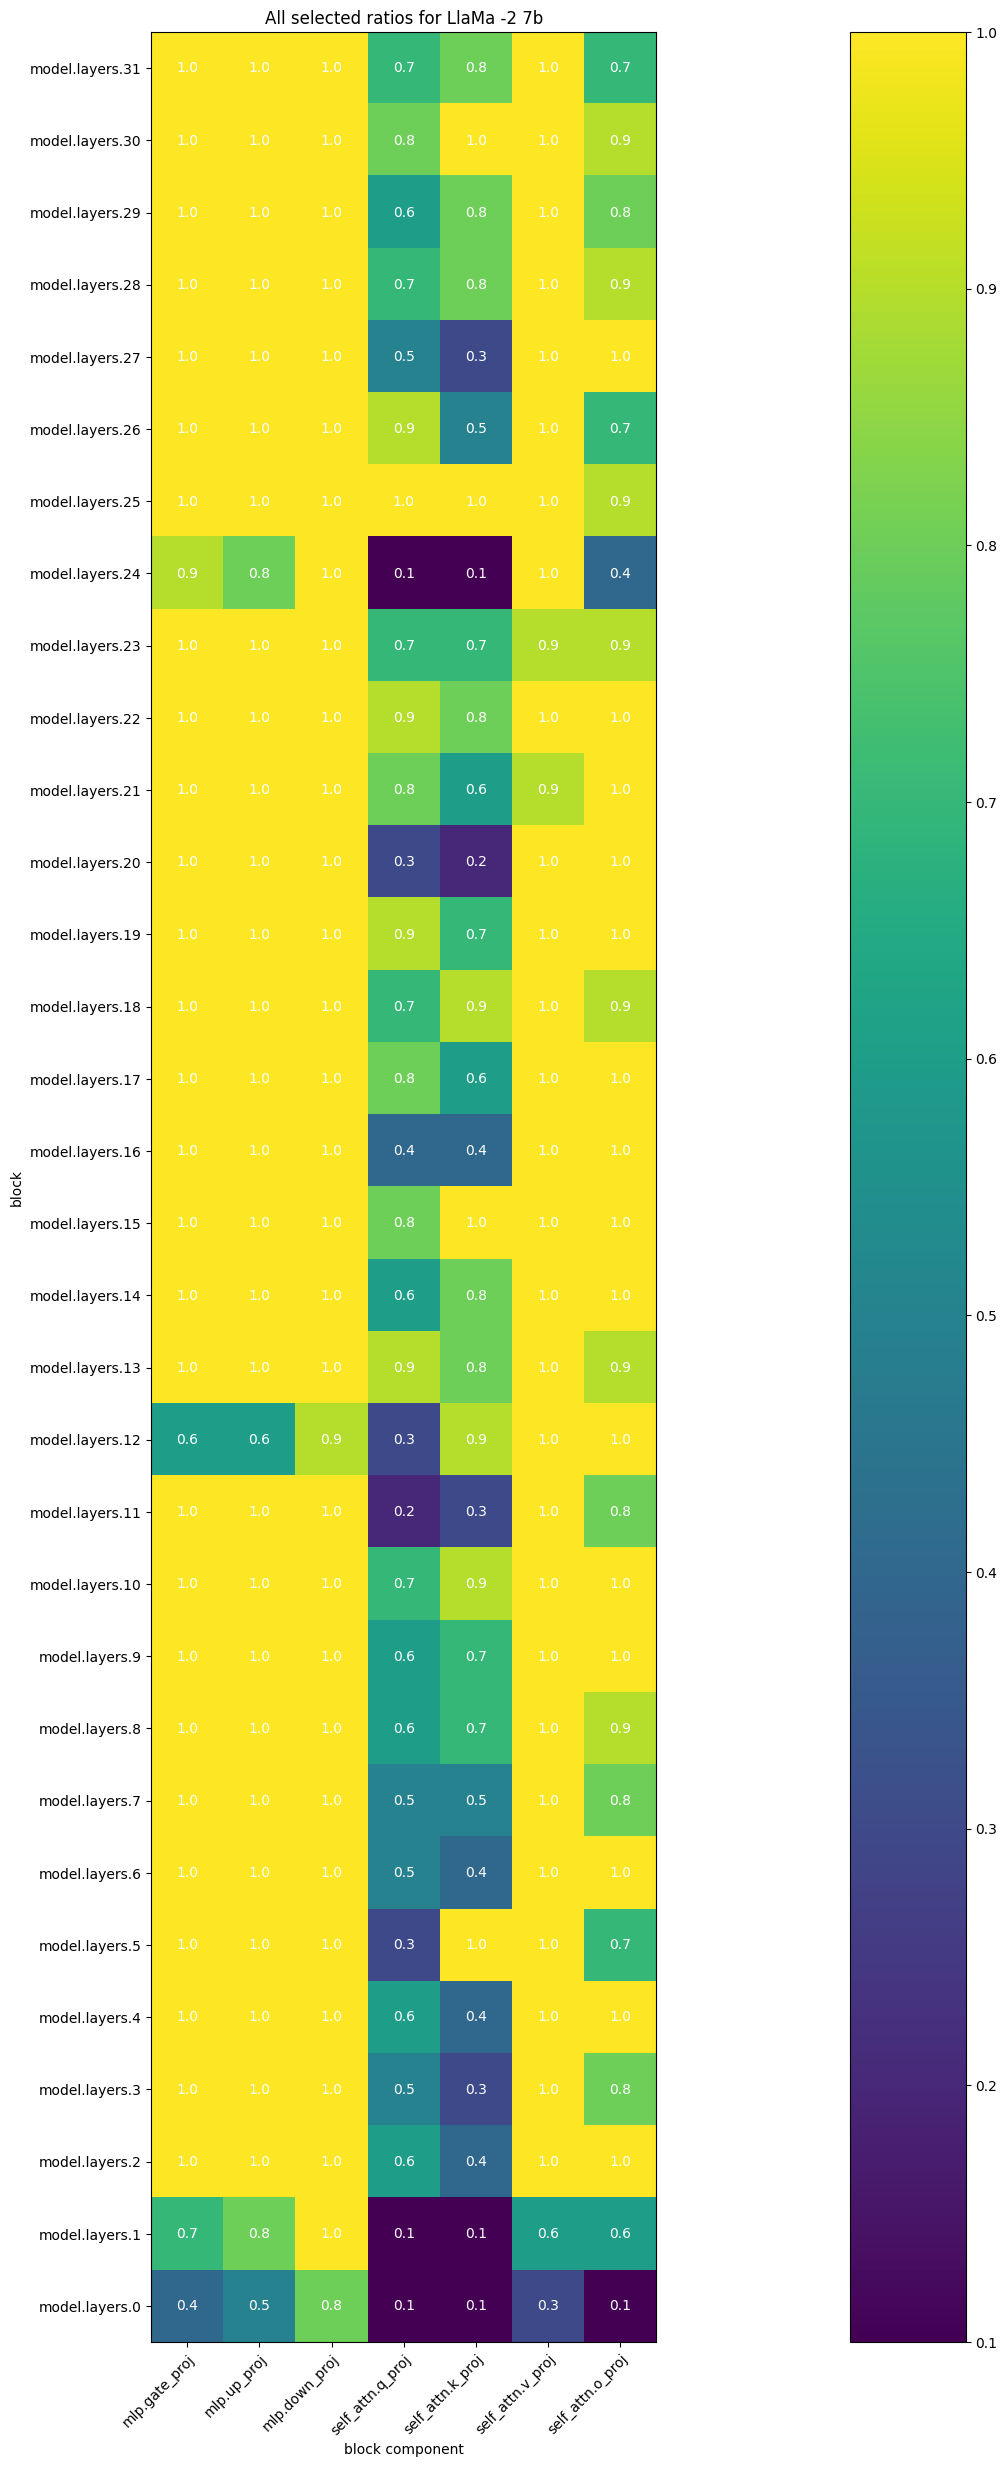 All selected ratios for LlaMa -2 7b
model.layers.31 1.0 1.0 1.0 0.7 0.8 1.0 0.7
model.layers.30 1.0 1.0 1.0 0.8 1.0 1.0 0.9
model.layers.29 1.0 1.0 1.0 0.6 0.8 1.0 0.8
model.layers.28 1.0 1.0 1.0 0.7 0.8 1.0 0.9
model.layers.27 1.0 1.0 1.0 0.5 0.3 1.0 1.0
model.layers.26 1.0 1.0 1.0 0.9 0.5 1.0 0.7
model.layers.25 1.0 1.0 1.0 1.0 1.0 1.0 0.9
model.layers.24 0.9 0.8 1.0 0.1 0.1 1.0 0.4
model.layers.23 1.0 1.0 1.0 0.7 0.7 0.9 0.9
model.layers.22 1.0 1.0 1.0 0.9 0.8 1.0 1.0
model.layers.21 1.0 1.0 1.0 0.8 0.6 0.9 1.0
model.layers.20 1.0 1.0 1.0 0.3 0.2 1.0 1.0
model.layers.19 1.0 1.0 1.0 0.9 0.7 1.0 1.0
model.layers.18 1.0 1.0 1.0 0.7 0.9 1.0 0.9
model.layers.17 1.0 1.0 1.0 0.8 0.6 1.0 1.0
model.layers.16 1.0 1.0 1.0 0.4 0.4 1.0 1.0
model.layers.15 1.0 1.0 1.0 0.8 1.0 1.0 1.0
model.layers.14 1.0 1.0 1.0 0.6 0.8 1.0 1.0
model.layers.13 1.0 1.0 1.0 0.9 0.8 1.0 0.9
model.layers.12 0.6 0.6 0.9 0.3 0.9 1.0 1.0
model.layers.11 1.0 1.0 1.0 0.2 0.3 1.0 0.8
model.layers.10 1.0 1.0 1.0 0.7 0.9 1.0 1.0
model.layers.9 1.0 1.0 1.0 0.6 0.7 1.0 1.0
model.layers.8 1.0 1.0 1.0 0.6 0.7 1.0 0.9
model.layers.7 1.0 1.0 1.0 0.5 0.5 1.0 0.8
model.layers.6 1.0 1.0 1.0 0.5 0.4 1.0 1.0
model.layers.5 1.0 1.0 1.0 0.3 1.0 1.0 0.7
model.layers.4 1.0 1.0 1.0 0.6 0.4 1.0 1.0
model.layers.3 1.0 1.0 1.0 0.5 0.3 1.0 0.8
model.layers.2 1.0 1.0 1.0 0.6 0.4 1.0 1.0
model.layers.1 0.7 0.8 1.0 0.1 0.1 0.6 0.6
model.layers.0 0.4 0.5 0.8 0.1 0.1 0.3 0.1
block
mlp.gate_proj mlp.up_proj mlp.down_proj self_attn.q_proj self_attn.k_proj self_attn.v_proj self_attn.o_proj
block component
1.0
0.9
0.8
0.7
0.6
0.5
0.4
0.3
0.2
0.1